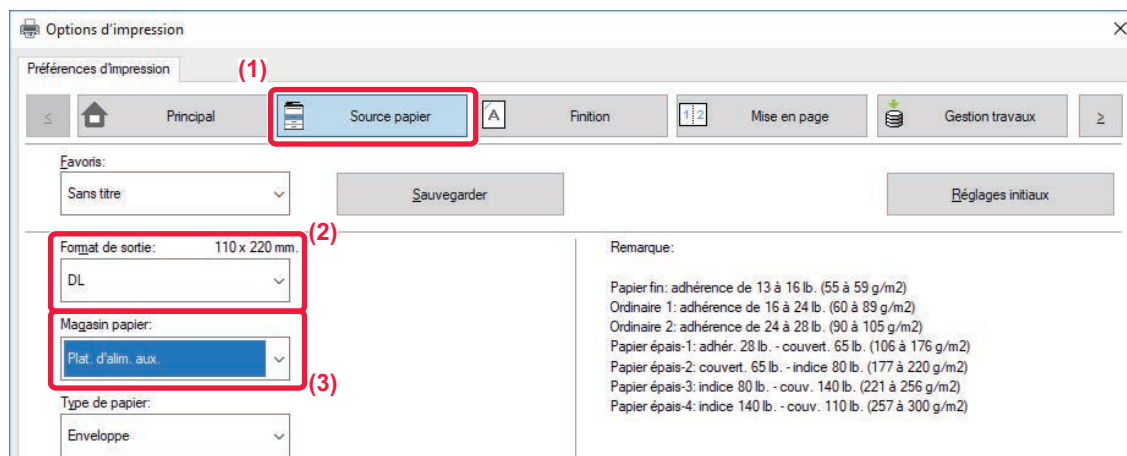 Options d'impression
Préférences d'impression
(1)
< Principal Source papier A Finition 1 2 Mise en page Gestion travaux >
Favoris:
Sans titre Sauvegarder Réglages initiaux
(2)
Format de sortie: 110 x 220 mm.
DL
Magasin papier:
Plat. d'alim. aux.
(3)
Type de papier:
Enveloppe
Remarque:
Papier fin: adhérence de 13 à 16 lb. (55 à 59 g/m2)
Ordinaire 1: adhérence de 16 à 24 lb. (60 à 89 g/m2)
Ordinaire 2: adhérence de 24 à 28 lb. (90 à 105 g/m2)
Papier épais-1: adhér. 28 lb. - couvert. 65 lb. (106 à 176 g/m2)
Papier épais-2: couvert. 65 lb. - indice 80 lb. (177 à 220 g/m2)
Papier épais-3: indice 80 lb. - couv. 140 lb. (221 à 256 g/m2)
Papier épais-4: indice 140 lb. - couv. 110 lb. (257 à 300 g/m2)